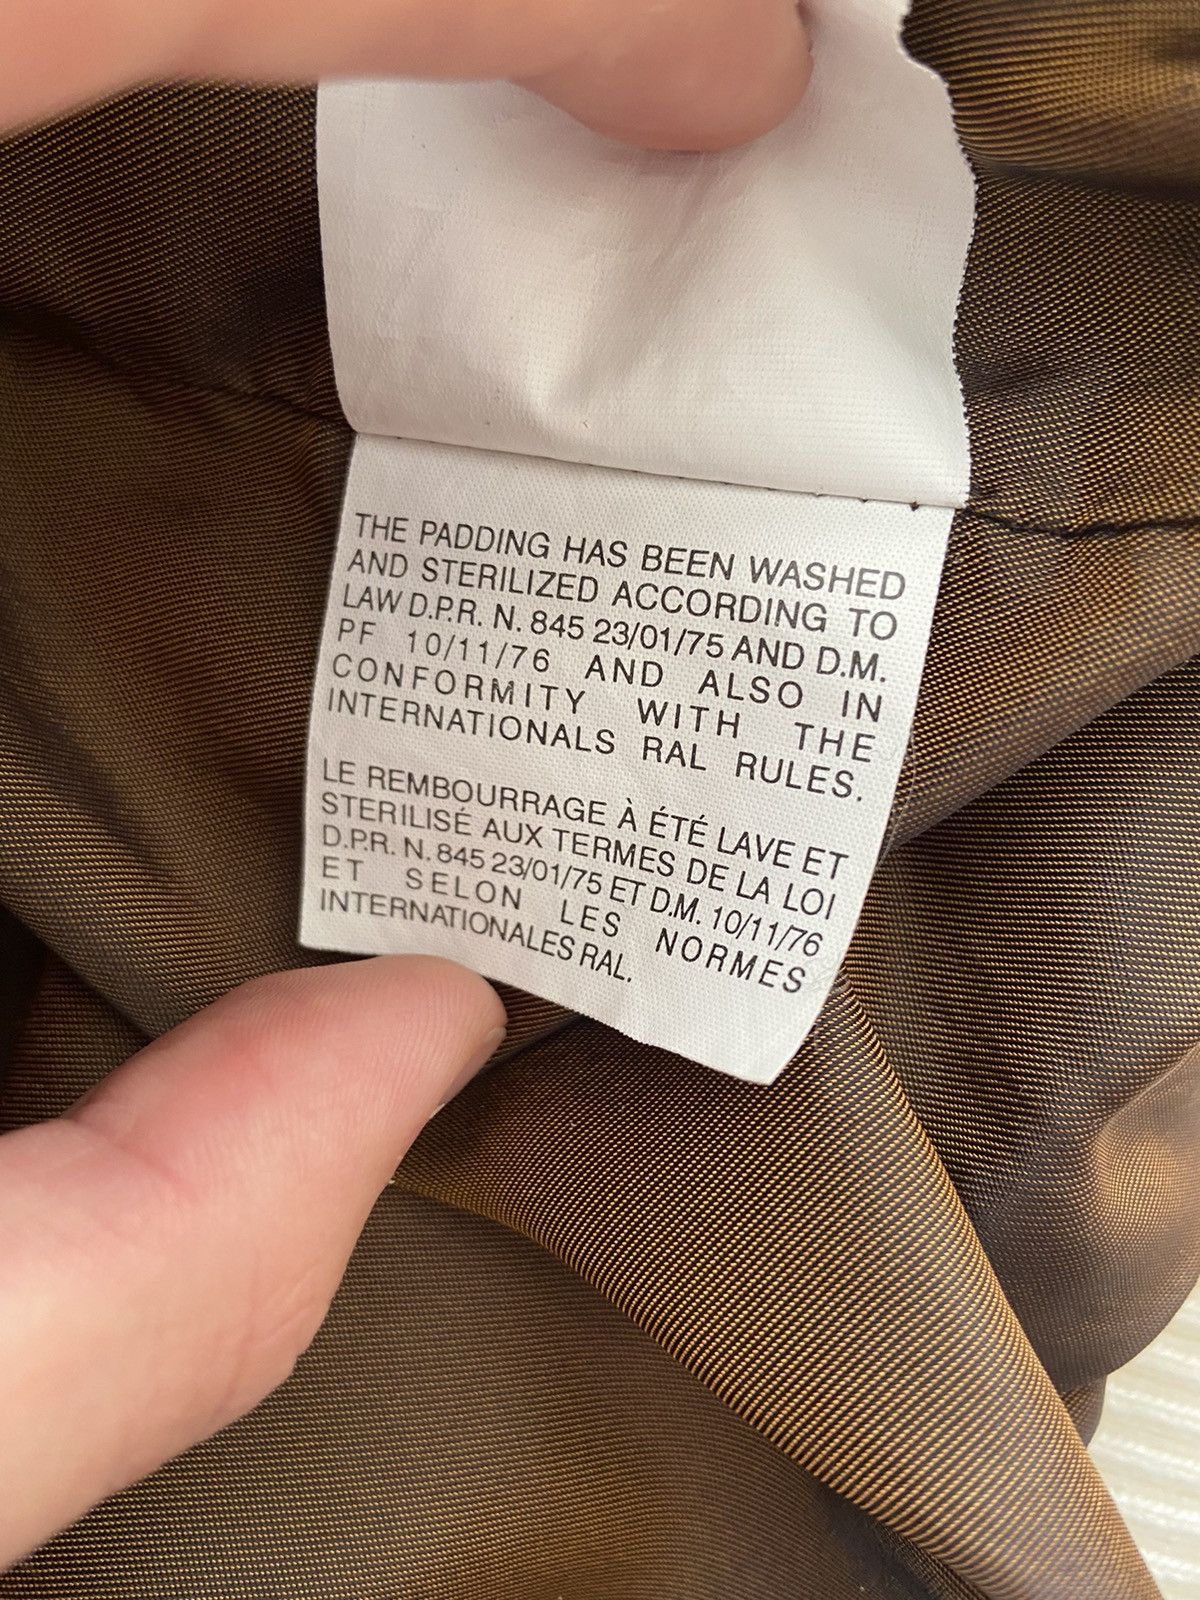 THE PADDING HAS BEEN WASHED
AND STERILIZED ACCORDING TO
LAW D.P.R. N. 845 23/01/75 AND D.M.
PF 10/11/76 AND ALSO IN
CONFORMITY WITH THE
INTERNATIONALS RAL RULES.
LE REMBOURRAGE À ÉTÉ LAVE ET
STERILISÉ AUX TERMES DE LA LOI
D.P.R. N. 845 23/01/75 ET D.M. 10/11/76
ET SELON LES NORMES
INTERNATIONALES RAL.